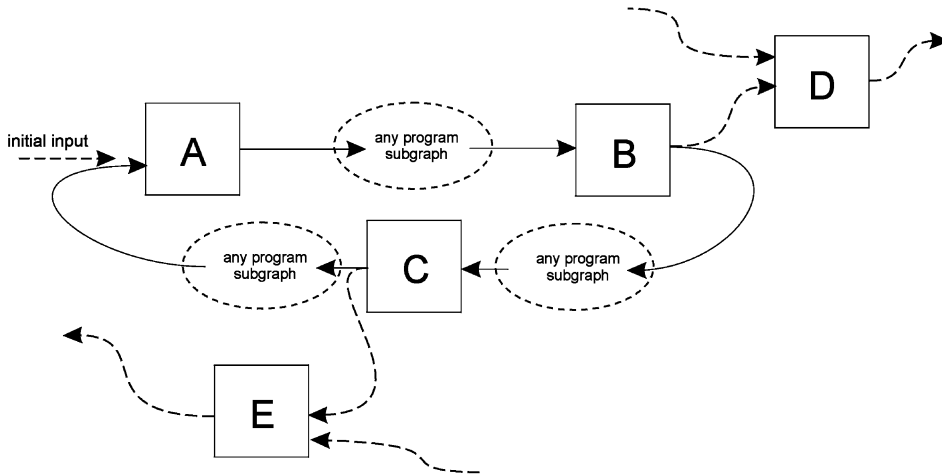 D
initial input
A
any program
subgraph
B
any program
subgraph
C
any program
subgraph
E